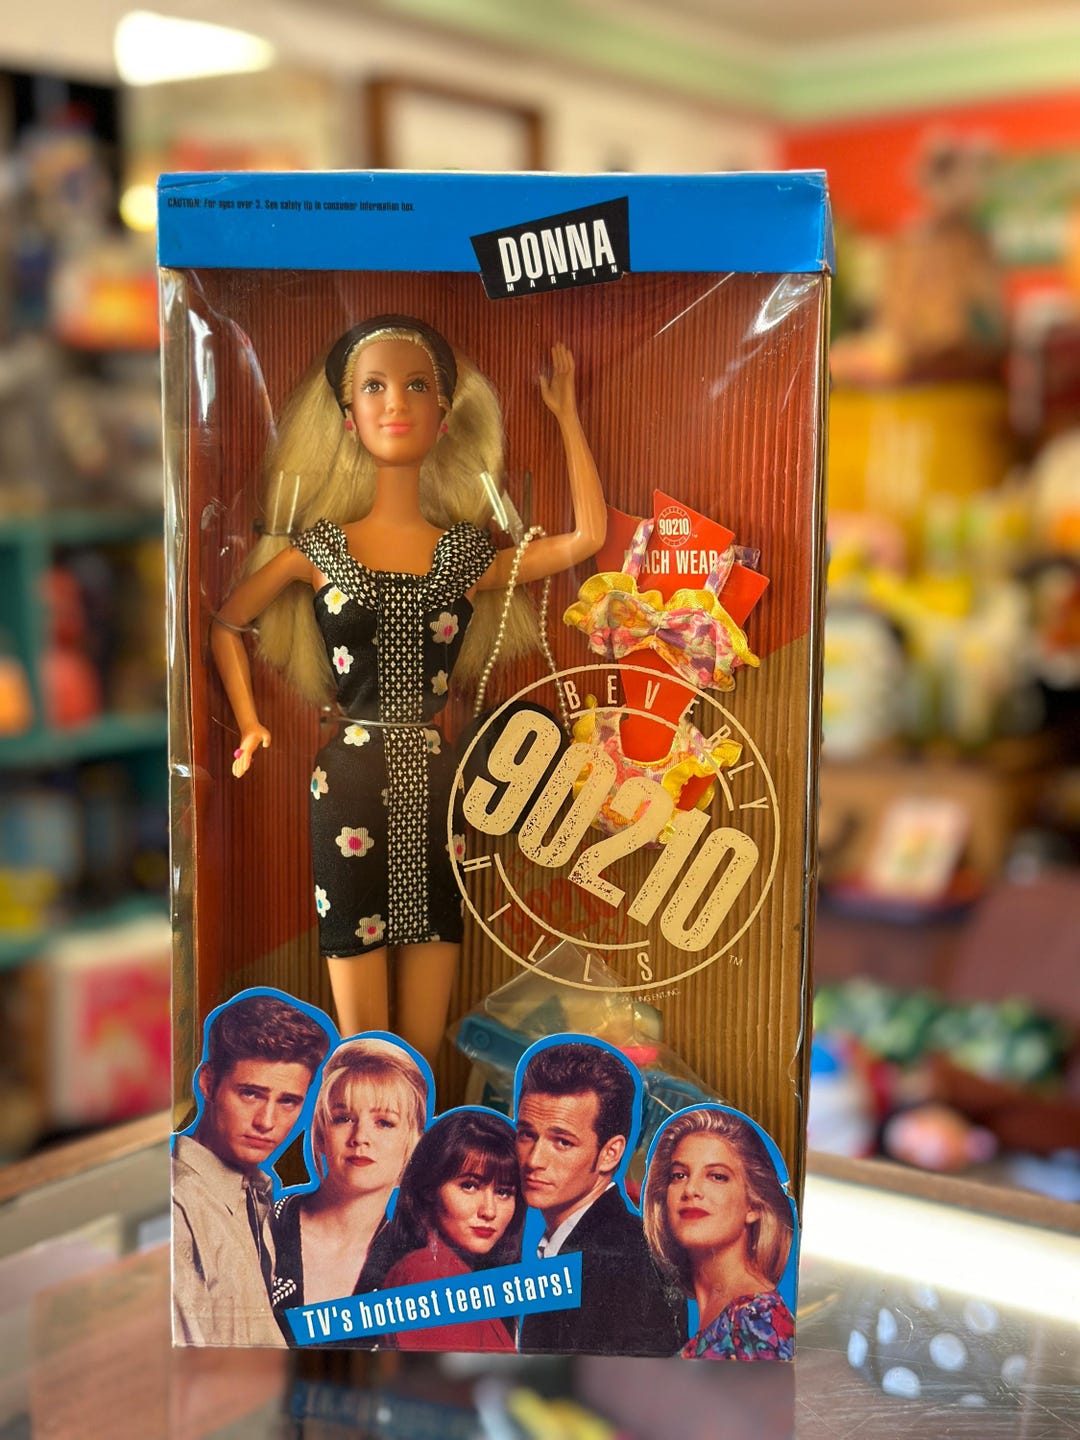 CAUTION: For ages over 3. See safety tip in consumer information box.
DONNA
MARTIN
90210
BEACH WEAR
BEVERLY
90210
HILLS
TM
TV's hottest teen stars!